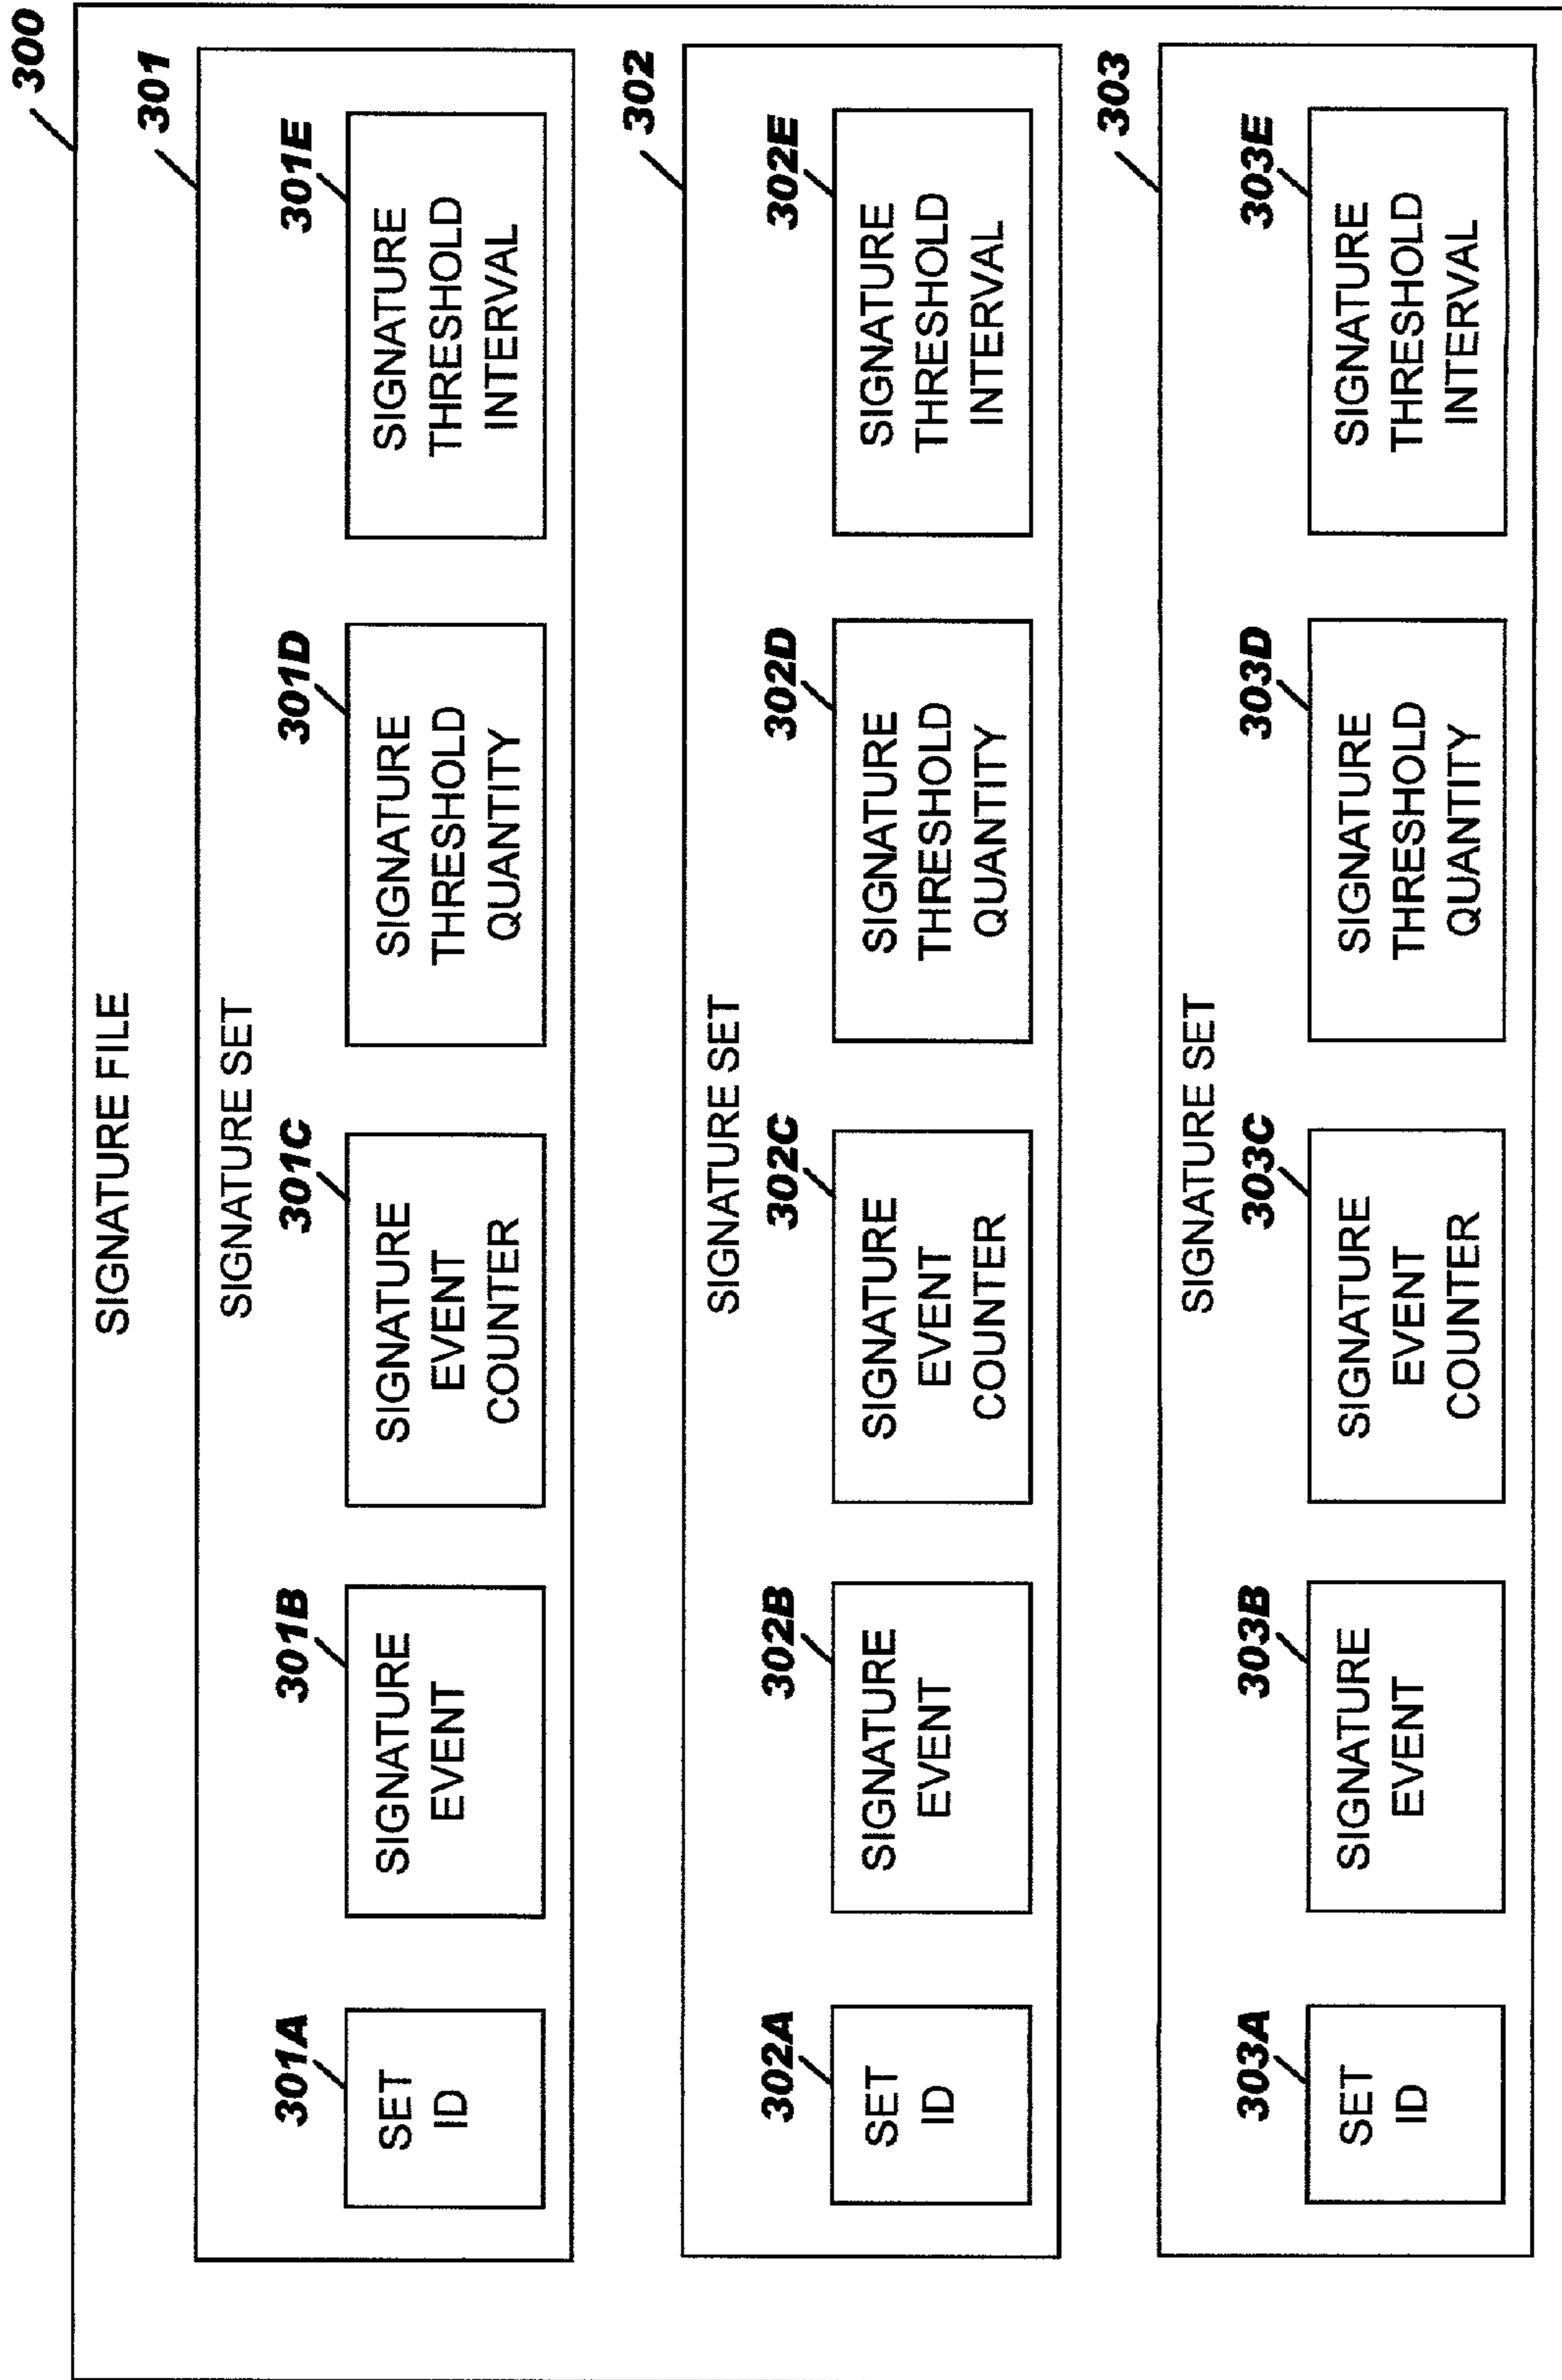 300
SIGNATURE FILE
301
SIGNATURE SET
301A
SET
ID
301B
SIGNATURE
EVENT
301C
SIGNATURE
EVENT
COUNTER
301D
SIGNATURE
THRESHOLD
QUANTITY
301E
SIGNATURE
THRESHOLD
INTERVAL
302
SIGNATURE SET
302A
SET
ID
302B
SIGNATURE
EVENT
302C
SIGNATURE
EVENT
COUNTER
302D
SIGNATURE
THRESHOLD
QUANTITY
302E
SIGNATURE
THRESHOLD
INTERVAL
303
SIGNATURE SET
303A
SET
ID
303B
SIGNATURE
EVENT
303C
SIGNATURE
EVENT
COUNTER
303D
SIGNATURE
THRESHOLD
QUANTITY
303E
SIGNATURE
THRESHOLD
INTERVAL